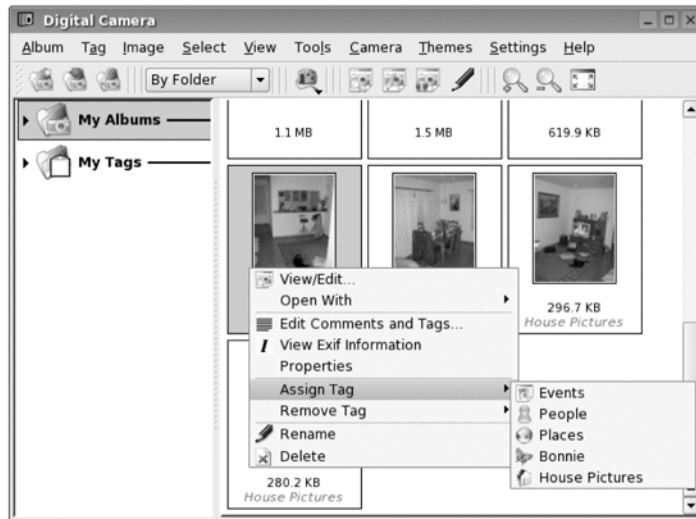 Digital Camera
Album Tag Image Select View Tools Camera Themes Settings Help
By Folder
My Albums
My Tags
1.1 MB
1.5 MB
619.9 KB
View/Edit...
Open With
Edit Comments and Tags...
I View Exif Information
Properties
Assign Tag
Remove Tag
Rename
Delete
296.7 KB
House Pictures
Events
People
Places
Bonnie
House Pictures
280.2 KB
House Pictures